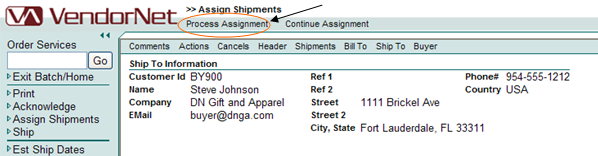 VA VendorNet
>> Assign Shipments
Process Assignment Continue Assignment
Order Services
Go
Exit Batch/Home
Print
Acknowledge
Assign Shipments
Ship
Est Ship Dates
Comments Actions Cancels Header Shipments Bill To Ship To Buyer
Ship To Information
Customer Id BY900 Ref 1 Phone# 954-555-1212
Name Steve Johnson Ref 2 Country USA
Company DN Gift and Apparel Street 1111 Brickel Ave
EMail buyer@dnga.com Street 2
City, State Fort Lauderdale, FL 33311